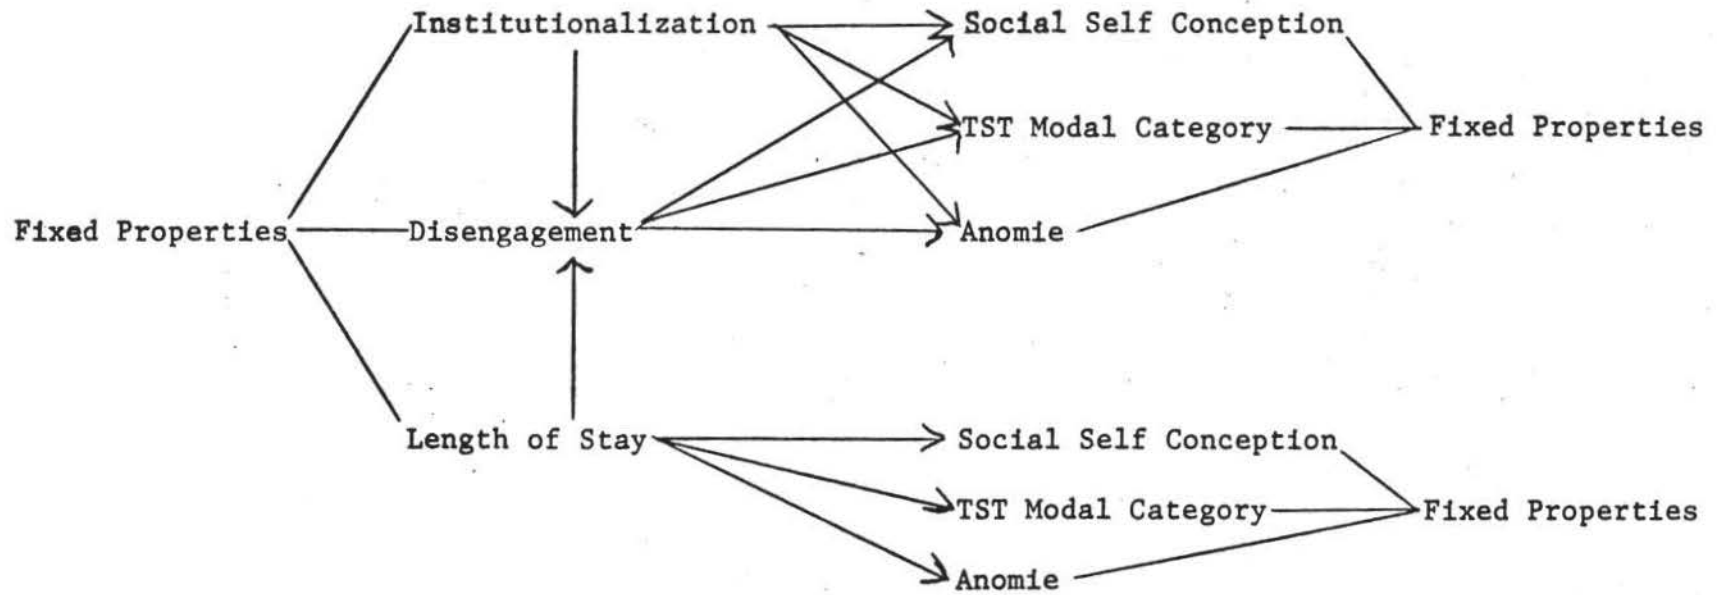 Institutionalization Social Self Conception
TST Modal Category Fixed Properties
Fixed Properties Disengagement Anomie
Length of Stay Social Self Conception
TST Modal Category Fixed Properties
Anomie